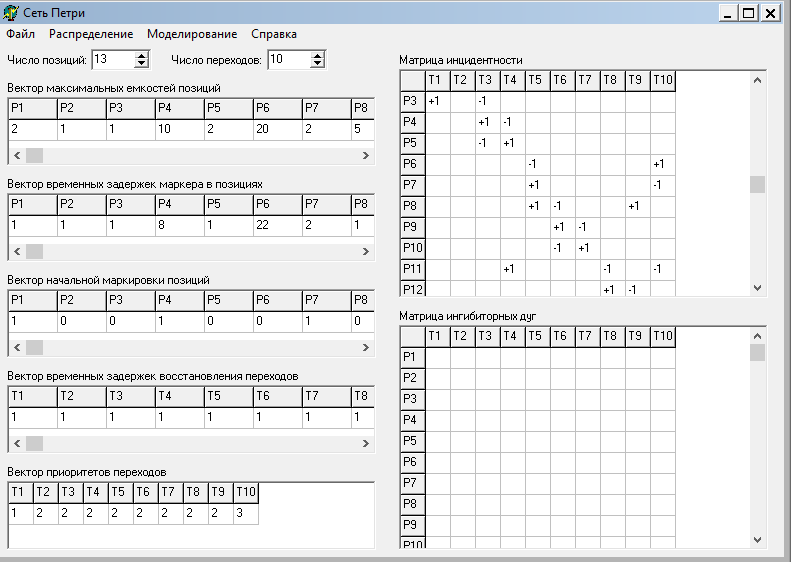 Сеть Петри
Файл Распределение Моделирование Справка
Число позиций: 13 Число переходов: 10
Вектор максимальных емкостей позиций
P1 P2 P3 P4 P5 P6 P7 P8
2 1 1 10 2 20 2 5
Вектор временных задержек маркера в позициях
P1 P2 P3 P4 P5 P6 P7 P8
1 1 1 8 1 22 2 1
Вектор начальной маркировки позиций
P1 P2 P3 P4 P5 P6 P7 P8
1 0 0 1 0 0 1 0
Вектор временных задержек восстановления переходов
T1 T2 T3 T4 T5 T6 T7 T8
1 1 1 1 1 1 1 1
Вектор приоритетов переходов
T1 T2 T3 T4 T5 T6 T7 T8 T9 T10
1 2 2 2 2 2 2 2 2 3
Матрица инцидентности
T1 T2 T3 T4 T5 T6 T7 T8 T9 T10
P3 +1 -1
P4 +1 -1
P5 -1 +1
P6 -1 +1
P7 +1 -1
P8 +1 -1 +1
P9 +1 -1
P10 -1 +1
P11 +1 -1 -1
P12 +1 -1
Матрица ингибиторных дуг
T1 T2 T3 T4 T5 T6 T7 T8 T9 T10
P1
P2
P3
P4
P5
P6
P7
P8
P9
P10